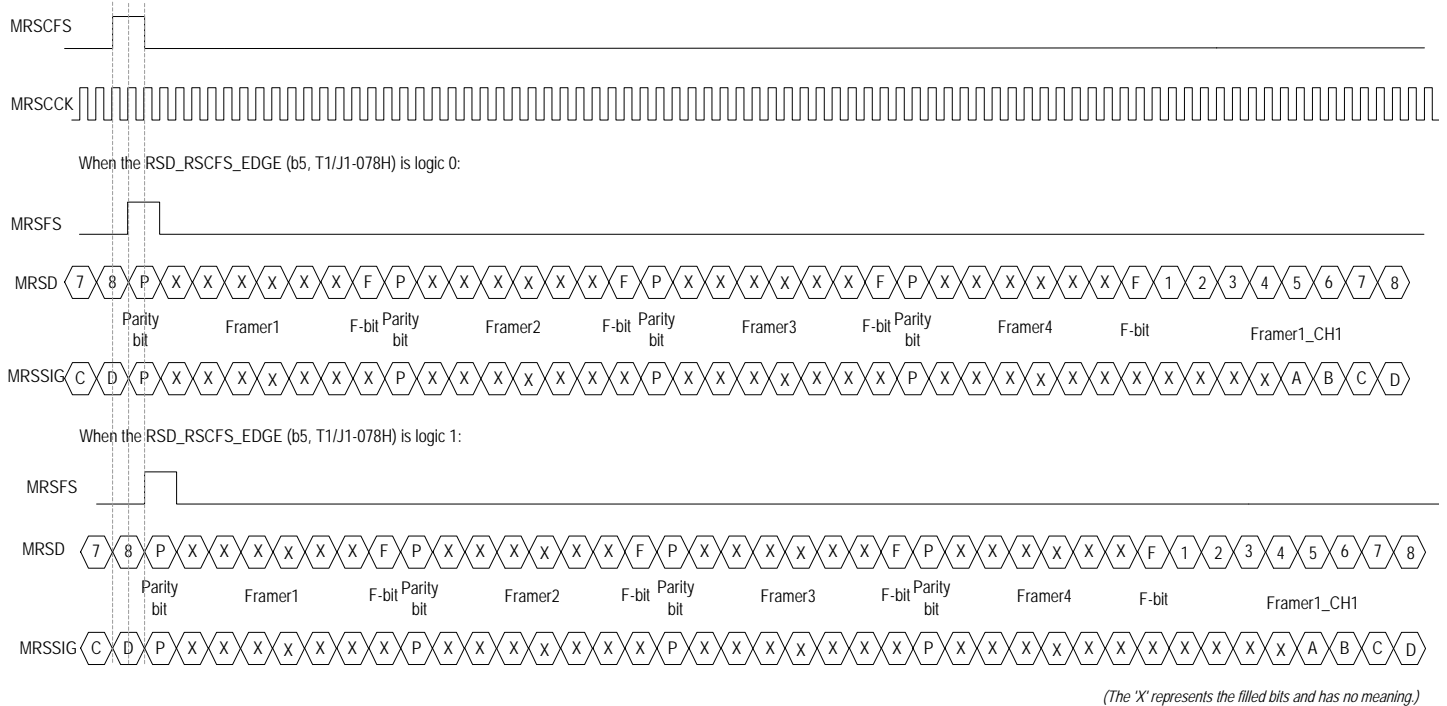 MRSCFS
MRSCCK
When the RSD_RSCFS_EDGE (b5, T1/J1-078H) is logic 0:
MRSFS
MRSD 7 8 P X X X X X X F P X X X X X X F P X X X X X X F P X X X X X X F 1 2 3 4 5 6 7 8
Parity bit Framer1 F-bit Parity bit Framer2 F-bit Parity bit Framer3 F-bit Parity bit Framer4 F-bit Framer1_CH1
MRSSIG C D P X X X X X X X P X X X X X X X P X X X X X X X P X X X X X X X X X X X A B C D
When the RSD_RSCFS_EDGE (b5, T1/J1-078H) is logic 1:
MRSFS
MRSD 7 8 P X X X X X X F P X X X X X X F P X X X X X X F P X X X X X X F 1 2 3 4 5 6 7 8
Parity bit Framer1 F-bit Parity bit Framer2 F-bit Parity bit Framer3 F-bit Parity bit Framer4 F-bit Framer1_CH1
MRSSIG C D P X X X X X X X P X X X X X X X P X X X X X X X P X X X X X X X X X X X A B C D
(The 'X' represents the filled bits and has no meaning.)